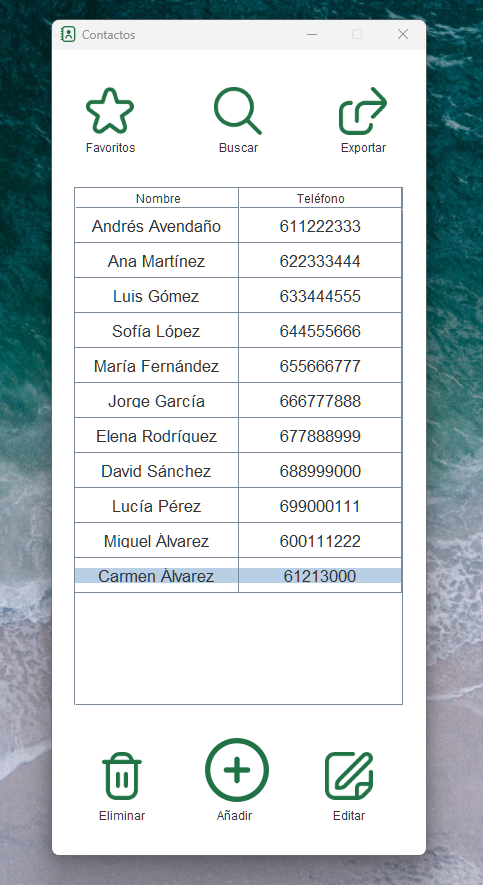 Contactos
Favoritos Buscar Exportar
Nombre Teléfono
Andrés Avendaño 611222333
Ana Martínez 622333444
Luis Gómez 633444555
Sofía López 644555666
María Fernández 655666777
Jorge García 666777888
Elena Rodríguez 677888999
David Sánchez 688999000
Lucía Pérez 699000111
Miguel Álvarez 600111222
Carmen Álvarez 61213000
Eliminar Añadir Editar